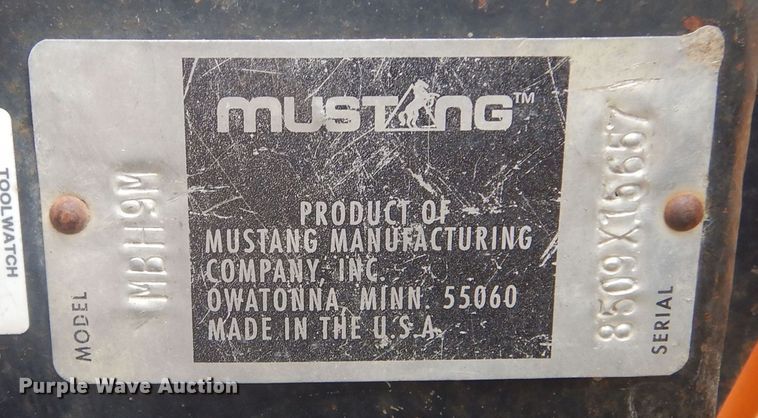 TOOLWATCH
MODEL
MBH9M
MUSTANG™
PRODUCT OF
MUSTANG MANUFACTURING
COMPANY, INC.
OWATONNA, MINN. 55060
MADE IN THE U.S.A.
SERIAL
8509X15657
Purple Wave Auction